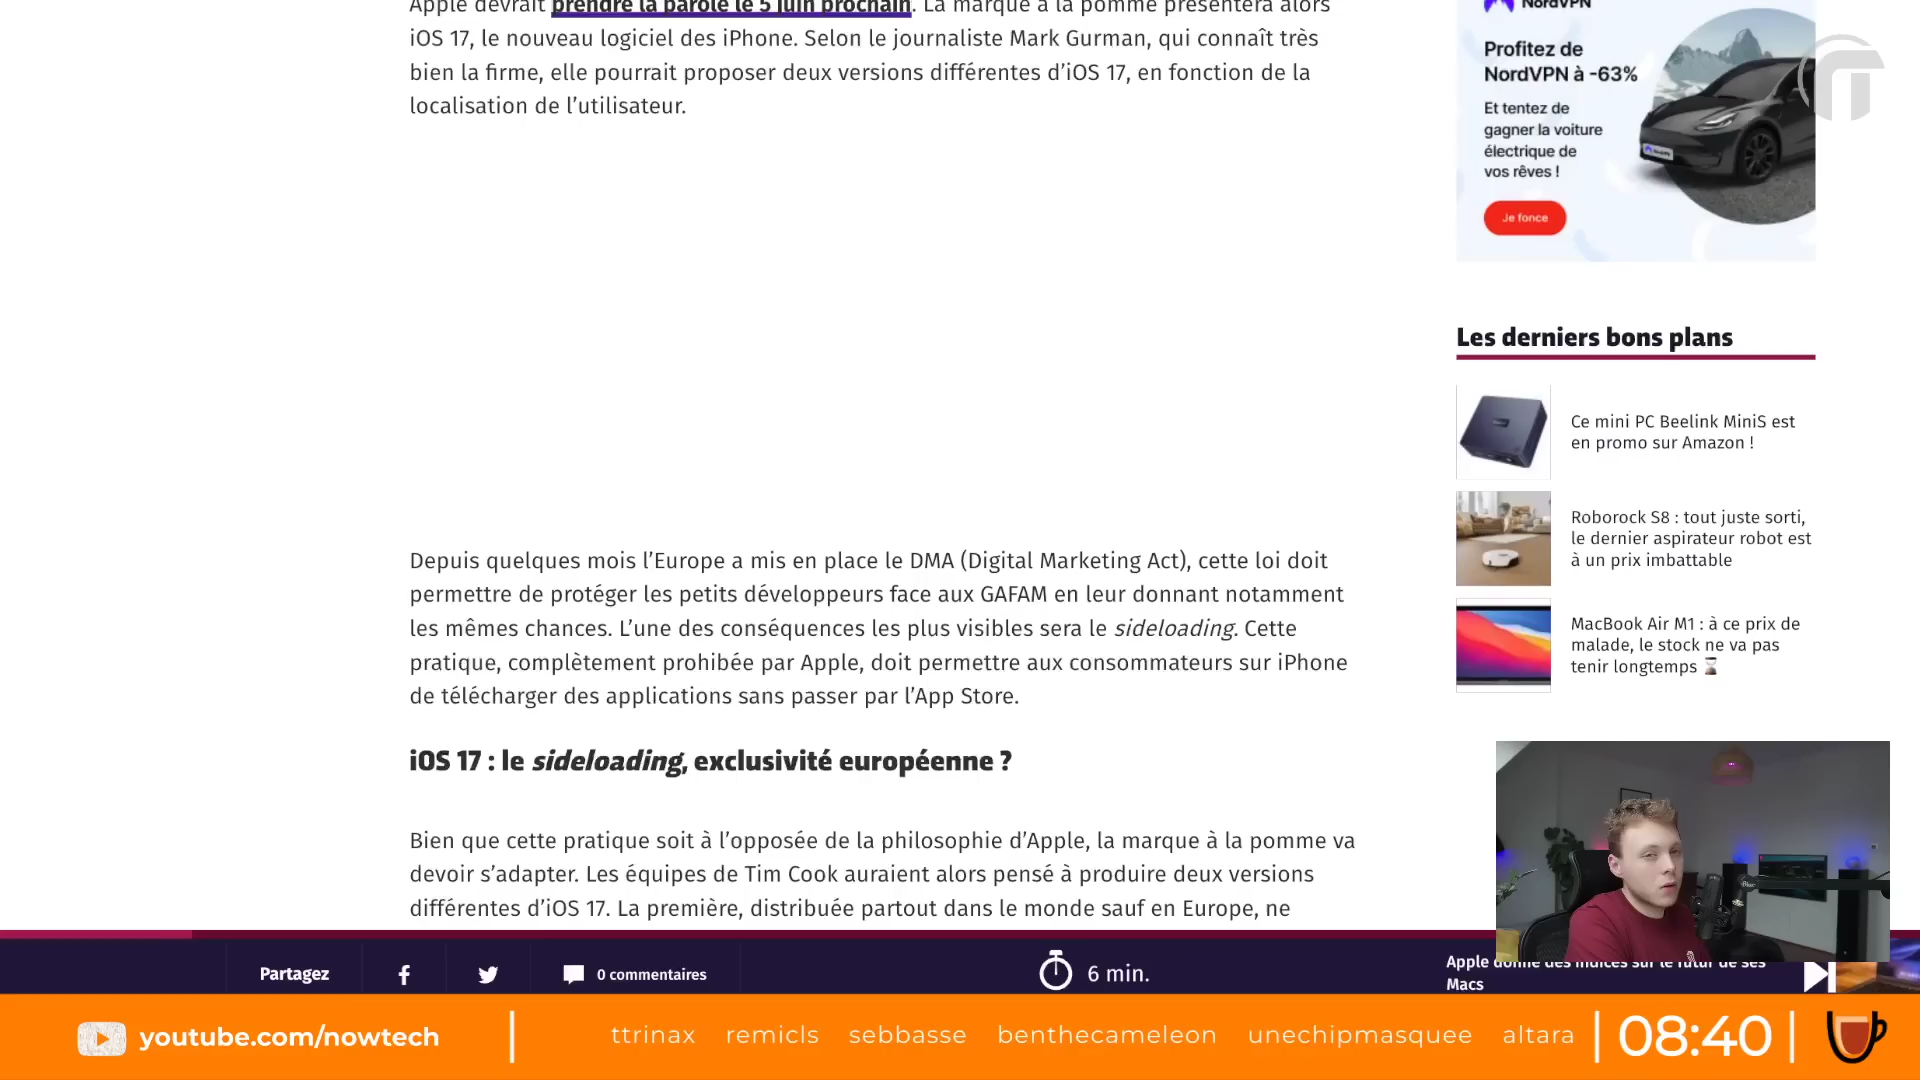 Apple devrait prendre la parole le 5 juin prochain. La marque à la pomme présentera alors
iOS 17, le nouveau logiciel des iPhone. Selon le journaliste Mark Gurman, qui connaît très
bien la firme, elle pourrait proposer deux versions différentes d’iOS 17, en fonction de la
localisation de l’utilisateur.
Depuis quelques mois l’Europe a mis en place le DMA (Digital Marketing Act), cette loi doit
permettre de protéger les petits développeurs face aux GAFAM en leur donnant notamment
les mêmes chances. L’une des conséquences les plus visibles sera le sideloading. Cette
pratique, complètement prohibée par Apple, doit permettre aux consommateurs sur iPhone
de télécharger des applications sans passer par l’App Store.
iOS 17 : le sideloading, exclusivité européenne ?
Bien que cette pratique soit à l’opposée de la philosophie d’Apple, la marque à la pomme va
devoir s’adapter. Les équipes de Tim Cook auraient alors pensé à produire deux versions
différentes d’iOS 17. La première, distribuée partout dans le monde sauf en Europe, ne
NordVPN
Profitez de
NordVPN à -63%
Et tentez de
gagner la voiture
électrique de
vos rêves !
Je fonce
Les derniers bons plans
Ce mini PC Beelink MiniS est
en promo sur Amazon !
Roborock S8 : tout juste sorti,
le dernier aspirateur robot est
à un prix imbattable
MacBook Air M1 : à ce prix de
malade, le stock ne va pas
tenir longtemps ⌛
Partagez
0 commentaires
6 min.
Apple donne des indices sur le futur de ses
Macs
youtube.com/nowtech
ttrinax remicls sebbasse benthecameleon unechipmasquee altara
08:40